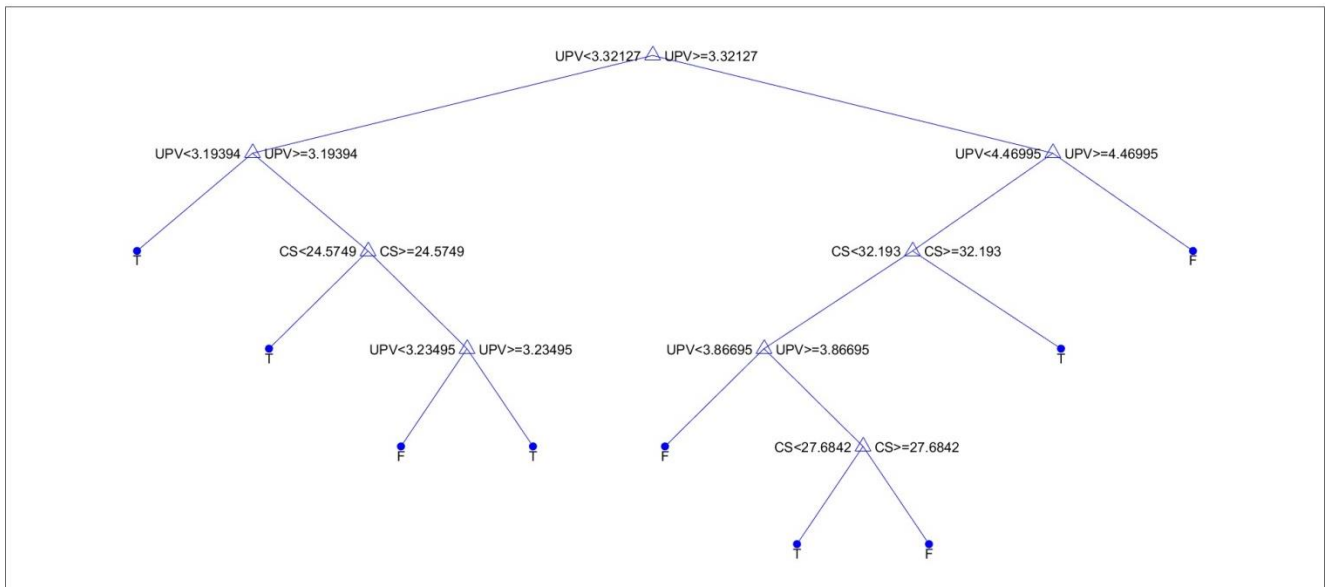 UPV<3.32127 UPV>=3.32127
UPV<3.19394 UPV>=3.19394
UPV<4.46995 UPV>=4.46995
T
CS<24.5749 CS>=24.5749
CS<32.193 CS>=32.193
F
T
UPV<3.23495 UPV>=3.23495
UPV<3.86695 UPV>=3.86695
T
F
T
F
CS<27.6842 CS>=27.6842
T
F